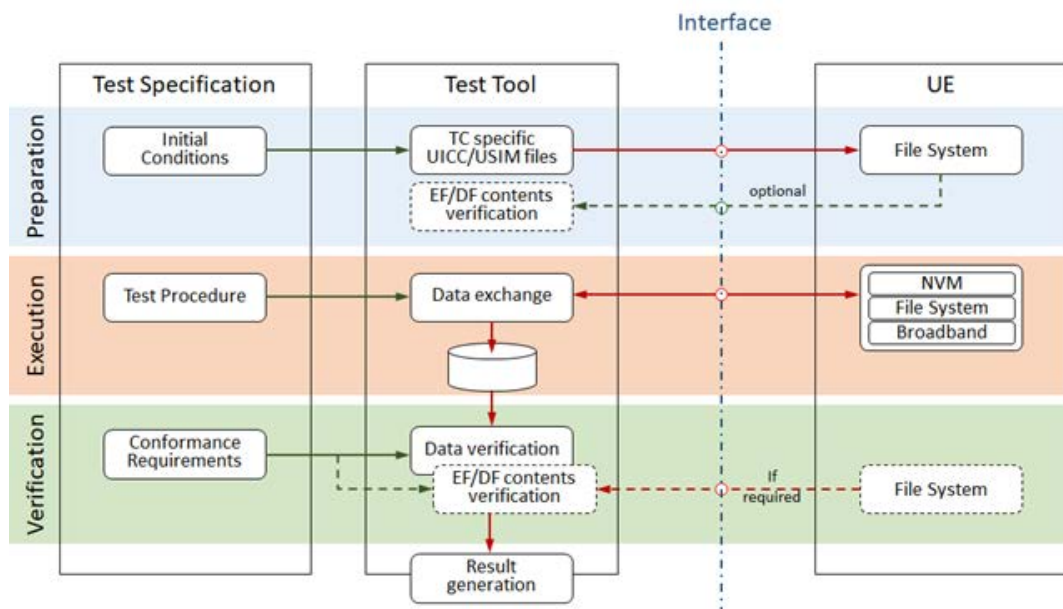 Interface
Test Specification
Test Tool
UE
Preparation
Initial
Conditions
TC specific
UICC/USIM files
File System
EF/DF contents
verification
optional
Execution
Test Procedure
Data exchange
NVM
File System
Broadband
Verification
Conformance
Requirements
Data verification
EF/DF contents
verification
If
required
File System
Result
generation